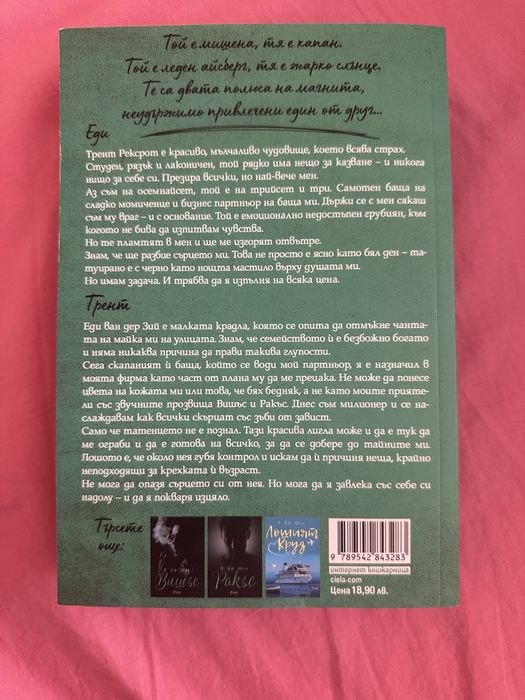 Той е мишена, тя е капан.
Той е леден айсберг, тя е жарко слънце.
Те са двата полюса на магнита,
неудържимо привлечени един от друг...
Еди
Трент Рексрот е красиво, мълчаливо чудовище, което всява страх.
Студен, рязък и лаконичен, той рядко има нещо за казване – и никога
нищо за себе си. Презира всички, но най-вече мен.
Аз съм на осемнайсет, той е на трийсет и три. Самотен баща на
сладко момиченце и бизнес партньор на баща ми. Държи се с мен сякаш
съм му враг – и с основание. Той е емоционално недостъпен грубиян, към
когото не бива да изпитвам чувства.
Но те пламтят в мен и ще ме изгорят отвътре.
Знам, че ще разбие сърцето ми. Това не просто е ясно като бял ден – та-
туирано е с черно като нощта мастило върху душата ми.
Но имам задача. И трябва да я изпълня на всяка цена.
Трент
Еди ван дер Зий е малката крадла, която се опита да отмъкне чанта-
та на майка ми на улицата. Знам, че семейството ѝ е безбожно богато
и няма никаква причина да прави такива глупости.
Сега скапаният ѝ баща, който се води мой партньор, я е назначил в
моята фирма като част от плана му да ме прецака. Не може да понесе
цвета на кожата ми или това, че бях бедняк, а не като моите прияте-
ли със звучните прозвища Вишъс и Ракъс. Днес съм милионер и се на-
слаждавам как всички скърцат със зъби от завист.
Само че татенцето не е познал. Тази красива лигла може и да е тук да
ме ограби и да е готова на всичко, за да се добере до тайните ми.
Лошото е, че около нея губя контрол и искам да ѝ причиня неща, крайно
неподходящи за крехката ѝ възраст.
Не мога да опазя сърцето си от нея. Но мога да я завлека със себе си
надолу – и да я покваря изцяло.
Търсете
още:
Л. Дж. Шен
Вишъс
Л. Дж. Шен
Ракъс
Л. Дж. Шен
Лошият
Круз
9 789542 843283
интернет книжарница
ciela.com
Цена 18,90 лв.